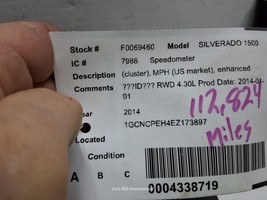 Stock # F0069460 Model SILVERADO 1500
IC # 7986 Speedometer
Description (cluster), MPH (US market), enhanced
Comments ???ID??? RWD 4.30L Prod Date: 2014-01-
01
Year 2014
1GCNCPEH4EZ173897
Located
Condition
A B C
0004338719
112,824
Miles